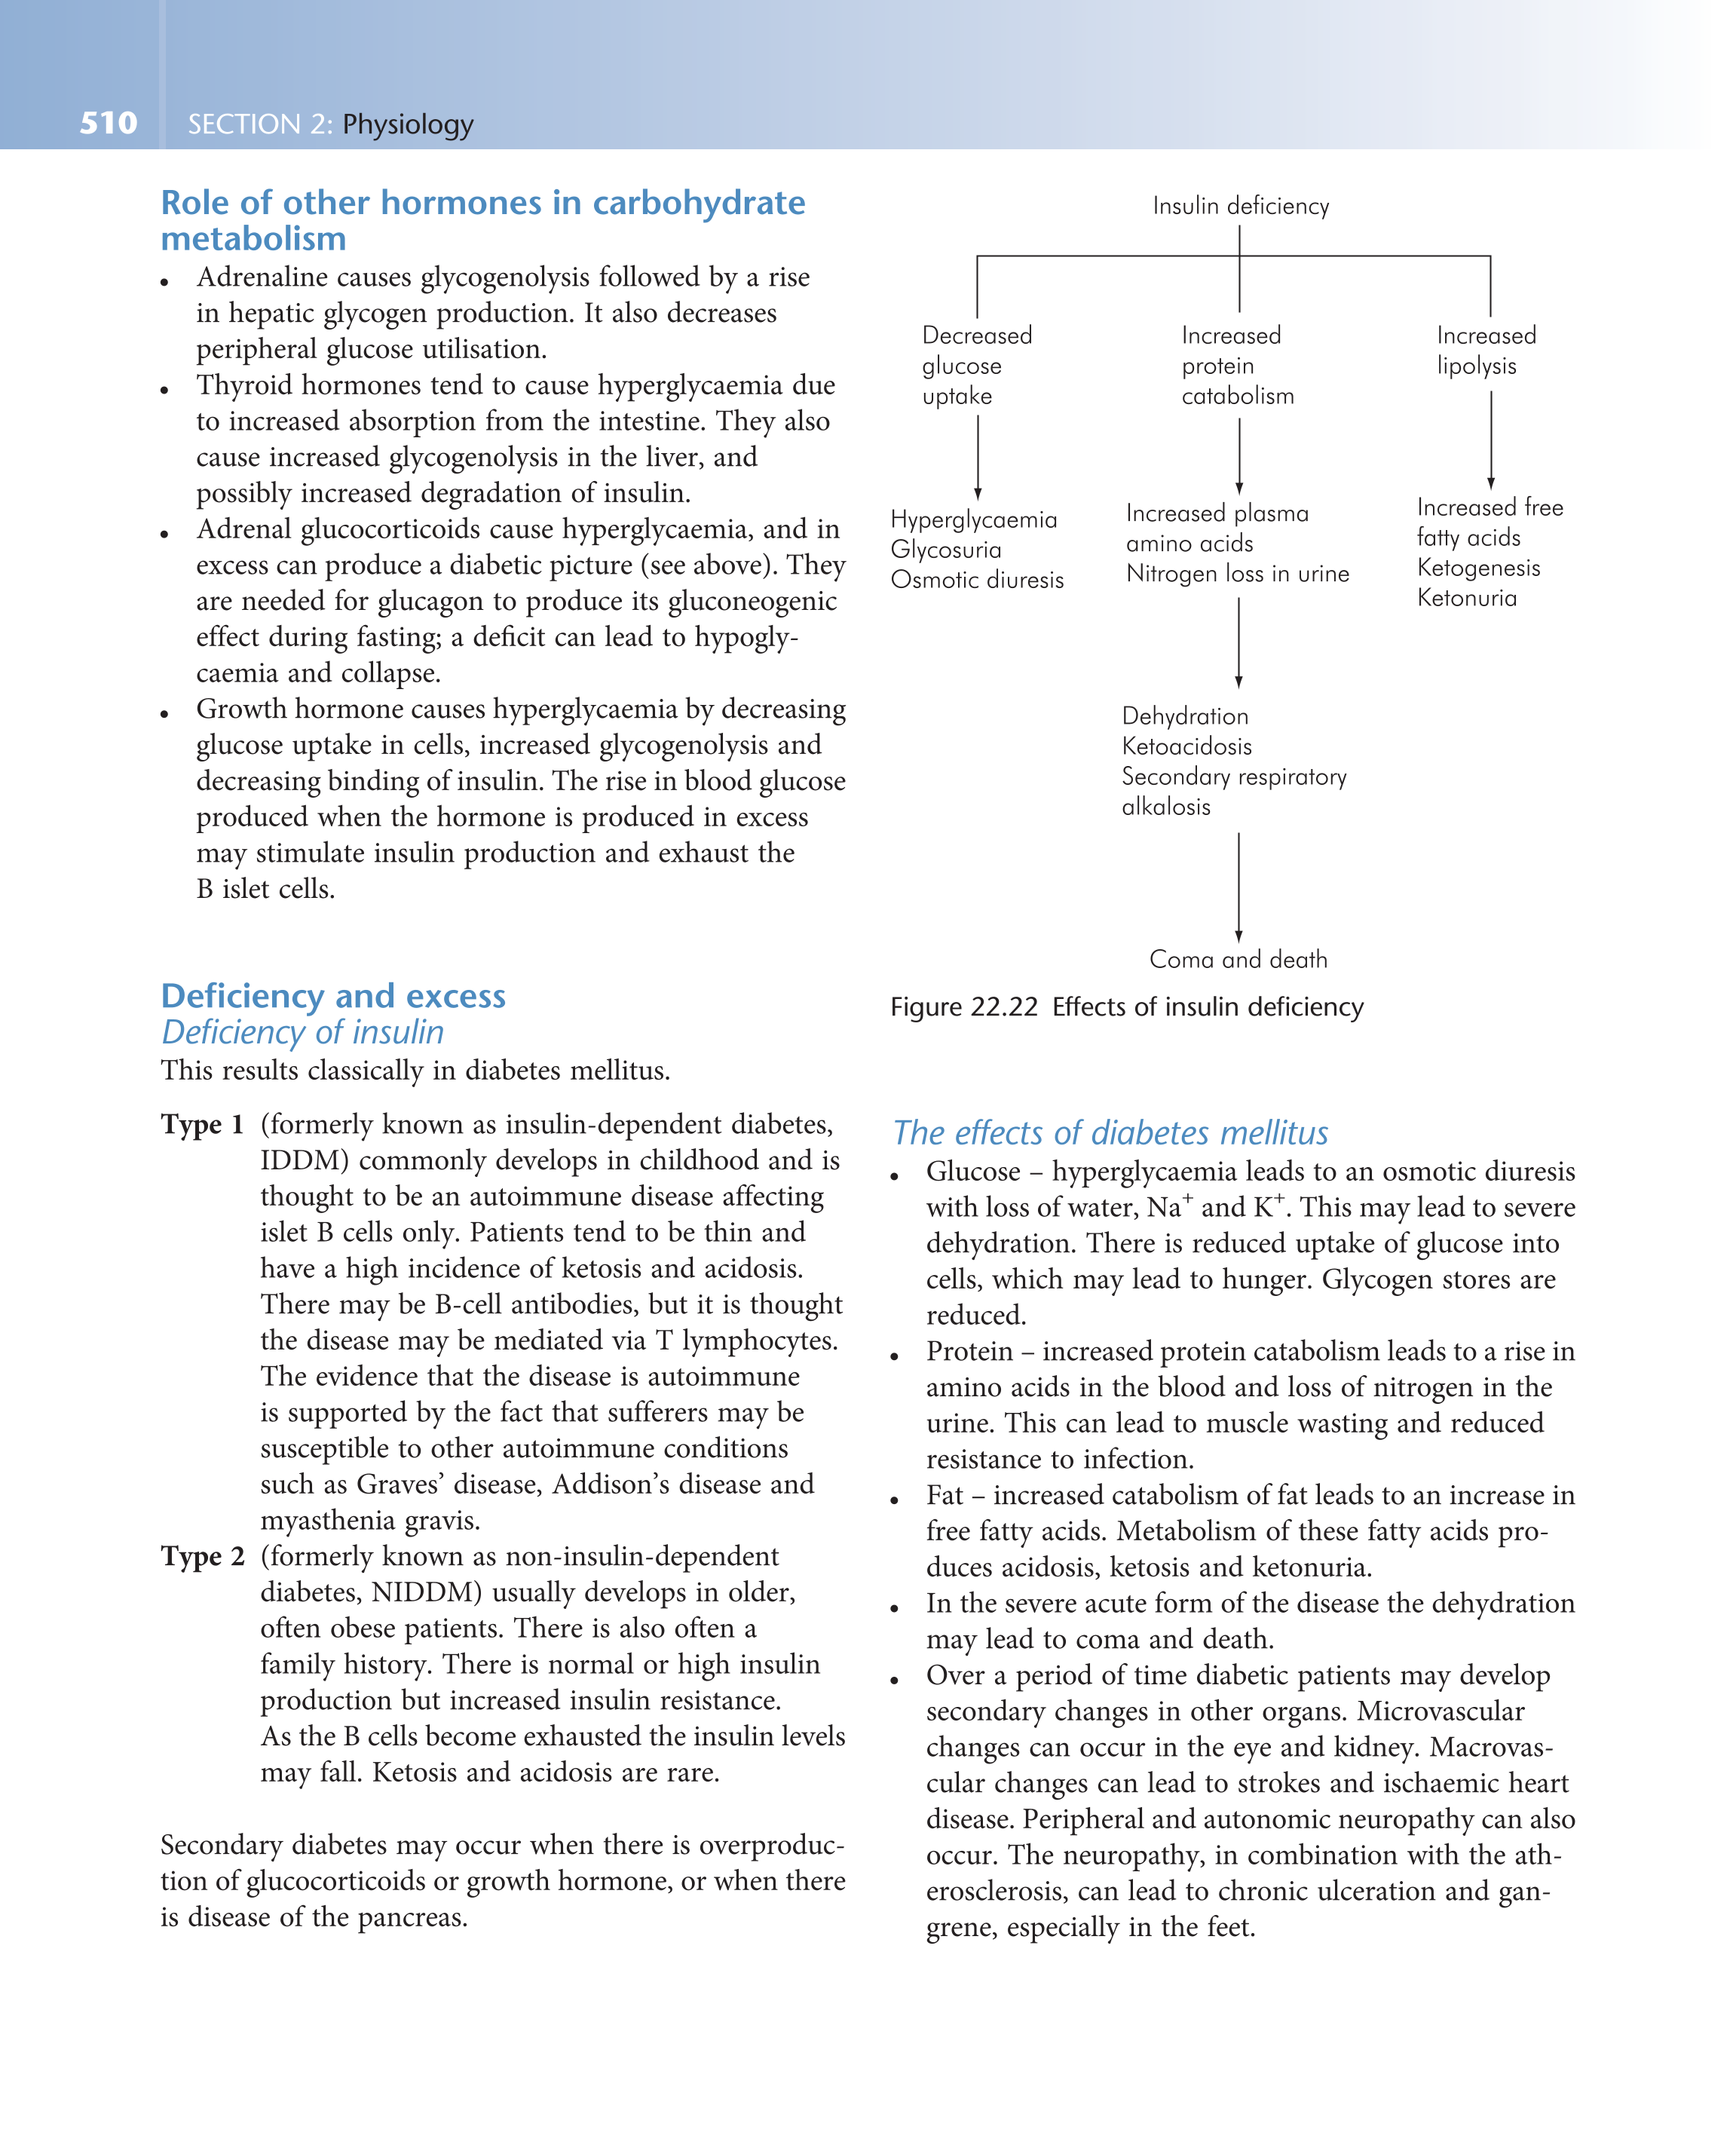 510 SECTION 2: Physiology
Role of other hormones in carbohydrate
metabolism
• Adrenaline causes glycogenolysis followed by a rise
in hepatic glycogen production. It also decreases
peripheral glucose utilisation.
• Thyroid hormones tend to cause hyperglycaemia due
to increased absorption from the intestine. They also
cause increased glycogenolysis in the liver, and
possibly increased degradation of insulin.
• Adrenal glucocorticoids cause hyperglycaemia, and in
excess can produce a diabetic picture (see above). They
are needed for glucagon to produce its gluconeogenic
effect during fasting; a deficit can lead to hypogly-
caemia and collapse.
• Growth hormone causes hyperglycaemia by decreasing
glucose uptake in cells, increased glycogenolysis and
decreasing binding of insulin. The rise in blood glucose
produced when the hormone is produced in excess
may stimulate insulin production and exhaust the
B islet cells.
Deficiency and excess
Deficiency of insulin
This results classically in diabetes mellitus.
Type 1 (formerly known as insulin-dependent diabetes,
IDDM) commonly develops in childhood and is
thought to be an autoimmune disease affecting
islet B cells only. Patients tend to be thin and
have a high incidence of ketosis and acidosis.
There may be B-cell antibodies, but it is thought
the disease may be mediated via T lymphocytes.
The evidence that the disease is autoimmune
is supported by the fact that sufferers may be
susceptible to other autoimmune conditions
such as Graves’ disease, Addison’s disease and
myasthenia gravis.
Type 2 (formerly known as non-insulin-dependent
diabetes, NIDDM) usually develops in older,
often obese patients. There is also often a
family history. There is normal or high insulin
production but increased insulin resistance.
As the B cells become exhausted the insulin levels
may fall. Ketosis and acidosis are rare.
Secondary diabetes may occur when there is overproduc-
tion of glucocorticoids or growth hormone, or when there
is disease of the pancreas.
Insulin deficiency
Decreased
glucose
uptake
Increased
protein
catabolism
Increased
lipolysis
Hyperglycaemia
Glycosuria
Osmotic diuresis
Increased plasma
amino acids
Nitrogen loss in urine
Increased free
fatty acids
Ketogenesis
Ketonuria
Dehydration
Ketoacidosis
Secondary respiratory
alkalosis
Coma and death
Figure 22.22 Effects of insulin deficiency
The effects of diabetes mellitus
• Glucose – hyperglycaemia leads to an osmotic diuresis
with loss of water, Na⁺ and K⁺. This may lead to severe
dehydration. There is reduced uptake of glucose into
cells, which may lead to hunger. Glycogen stores are
reduced.
• Protein – increased protein catabolism leads to a rise in
amino acids in the blood and loss of nitrogen in the
urine. This can lead to muscle wasting and reduced
resistance to infection.
• Fat – increased catabolism of fat leads to an increase in
free fatty acids. Metabolism of these fatty acids pro-
duces acidosis, ketosis and ketonuria.
• In the severe acute form of the disease the dehydration
may lead to coma and death.
• Over a period of time diabetic patients may develop
secondary changes in other organs. Microvascular
changes can occur in the eye and kidney. Macrovas-
cular changes can lead to strokes and ischaemic heart
disease. Peripheral and autonomic neuropathy can also
occur. The neuropathy, in combination with the ath-
erosclerosis, can lead to chronic ulceration and gan-
grene, especially in the feet.